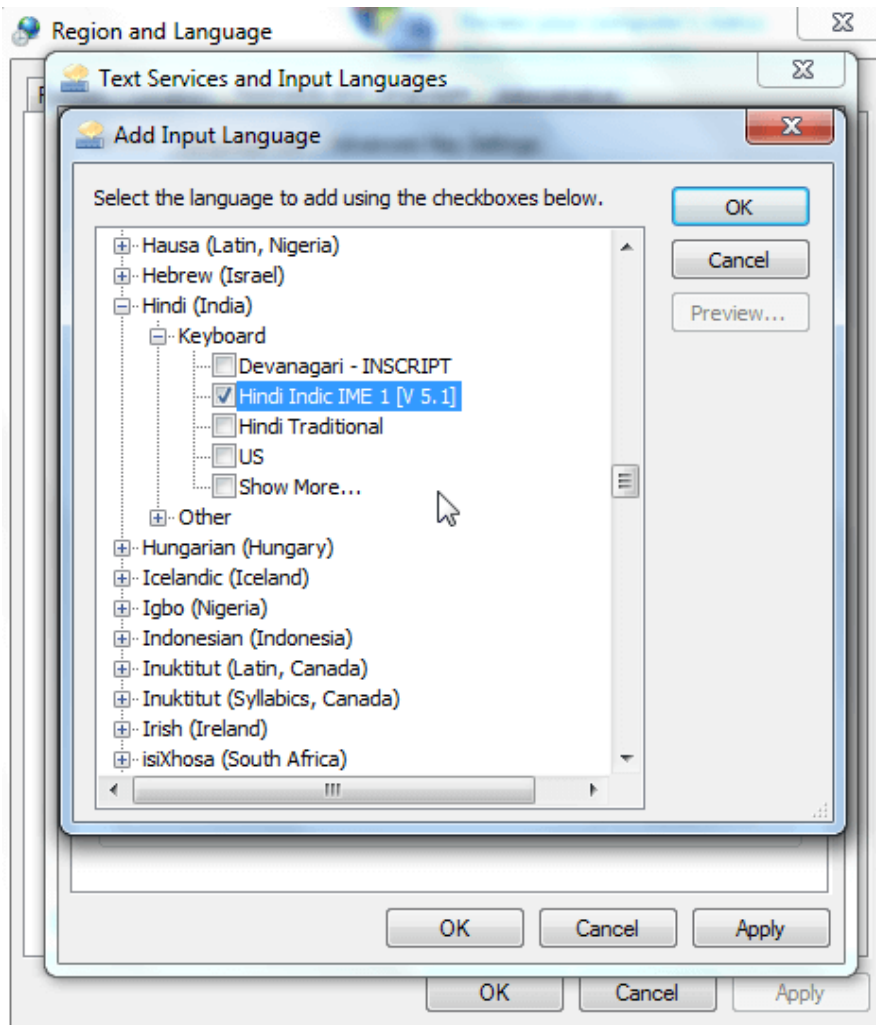 Region and Language
Text Services and Input Languages
Add Input Language
Select the language to add using the checkboxes below.
OK
Cancel
Preview...
Hausa (Latin, Nigeria)
Hebrew (Israel)
Hindi (India)
Keyboard
Devanagari - INSCRIPT
Hindi Indic IME 1 [V 5.1]
Hindi Traditional
US
Show More...
Other
Hungarian (Hungary)
Icelandic (Iceland)
Igbo (Nigeria)
Indonesian (Indonesia)
Inuktitut (Latin, Canada)
Inuktitut (Syllabics, Canada)
Irish (Ireland)
isiXhosa (South Africa)
OK Cancel Apply
OK Cancel Apply